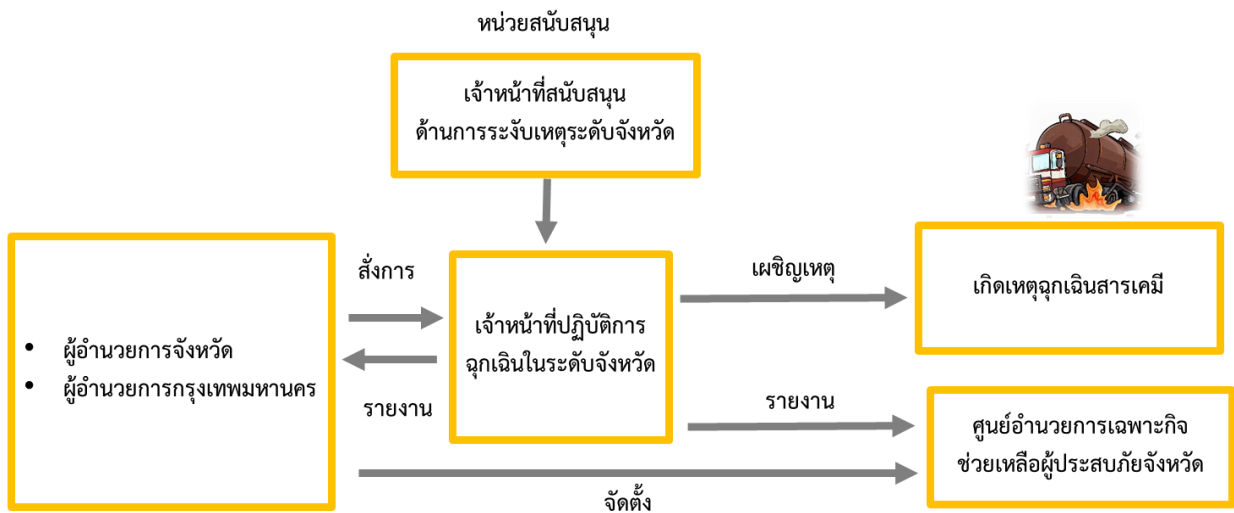 หน่วยสนับสนุน
เจ้าหน้าที่สนับสนุน
ด้านการระงับเหตุระดับจังหวัด
สั่งการ
เผชิญเหตุ
เกิดเหตุฉุกเฉินสารเคมี
• ผู้อำนวยการจังหวัด
• ผู้อำนวยการกรุงเทพมหานคร
เจ้าหน้าที่ปฏิบัติการ
ฉุกเฉินในระดับจังหวัด
รายงาน
รายงาน
ศูนย์อำนวยการเฉพาะกิจ
ช่วยเหลือผู้ประสบภัยจังหวัด
จัดตั้ง